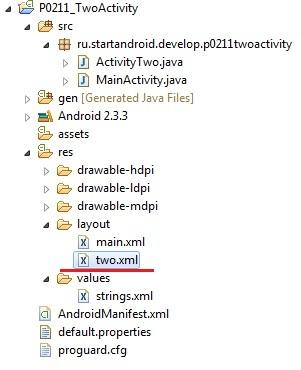 P0211_TwoActivity
src
ru.startandroid.develop.p0211twoactivity
ActivityTwo.java
MainActivity.java
gen [Generated Java Files]
Android 2.3.3
assets
res
drawable-hdpi
drawable-ldpi
drawable-mdpi
layout
main.xml
two.xml
values
strings.xml
AndroidManifest.xml
default.properties
proguard.cfg